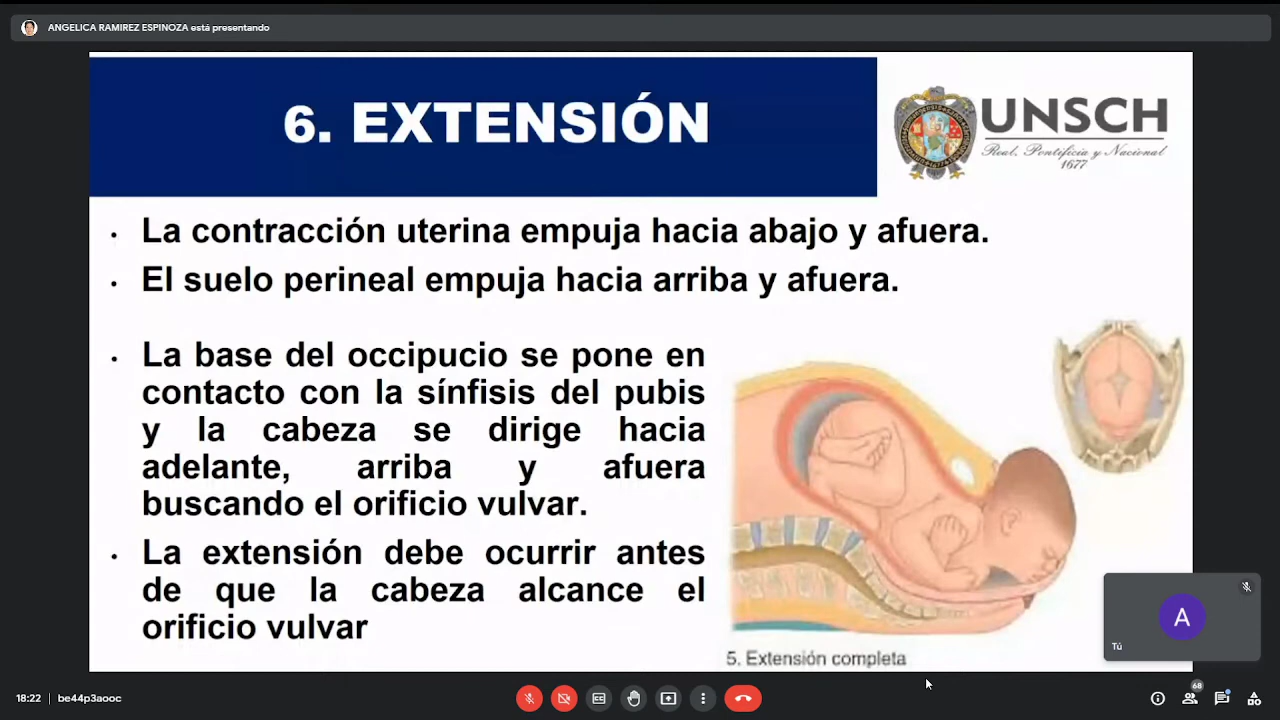 ANGELICA RAMIREZ ESPINOZA está presentando
6. EXTENSIÓN
UNSCH
Real, Pontificia y Nacional
1677
• La contracción uterina empuja hacia abajo y afuera.
• El suelo perineal empuja hacia arriba y afuera.
• La base del occipucio se pone en
contacto con la sínfisis del pubis
y la cabeza se dirige hacia
adelante, arriba y afuera
buscando el orificio vulvar.
• La extensión debe ocurrir antes
de que la cabeza alcance el
orificio vulvar
5. Extensión completa
A
Tú
18:22 be44p3aooc
68